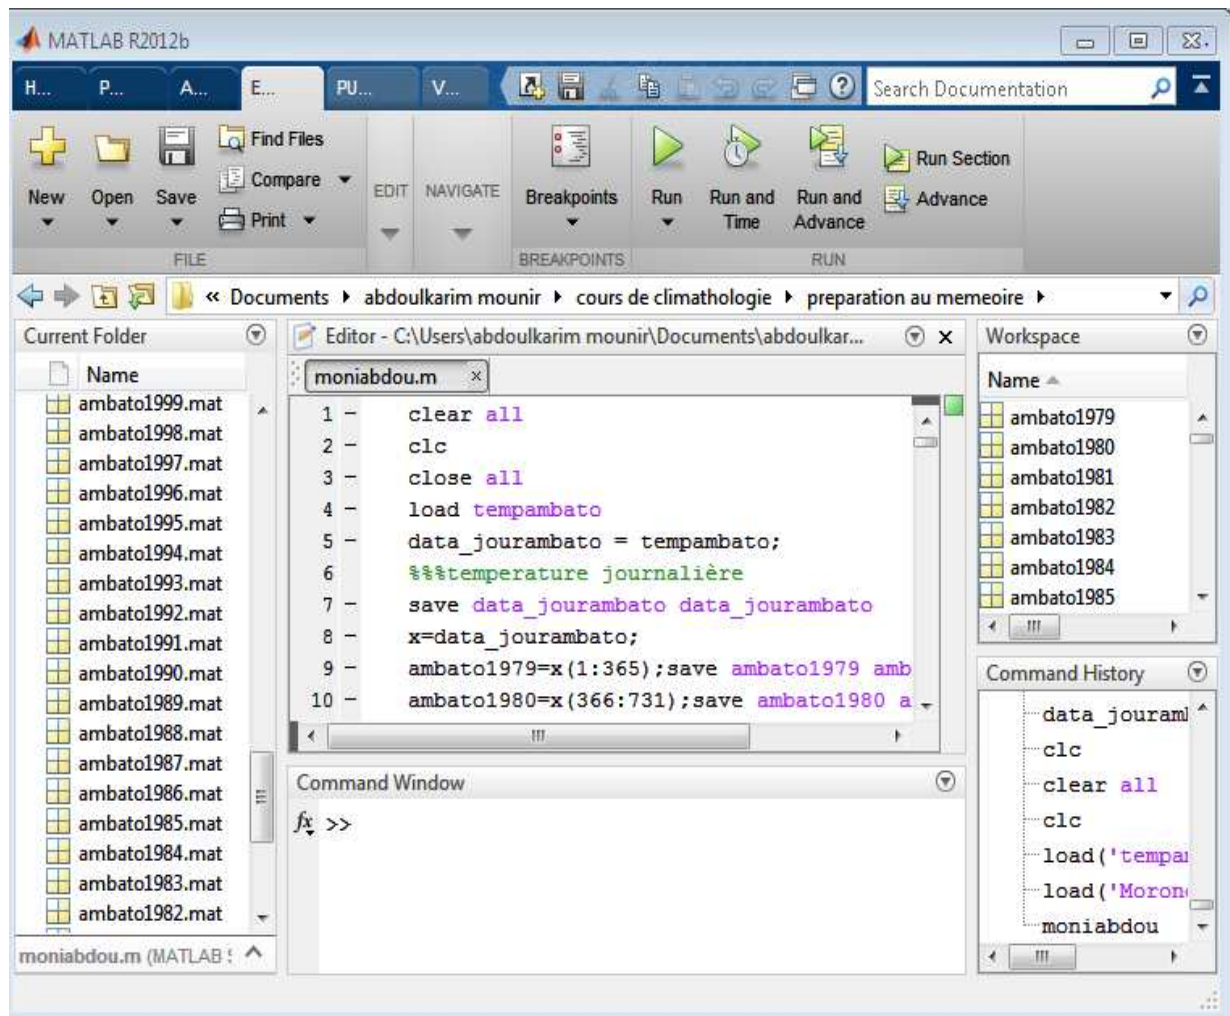 MATLAB R2012b
H... P... A... E... PU... V... Search Documentation
New Open Save Find Files Compare Print
FILE
EDIT NAVIGATE
Breakpoints
BREAKPOINTS
Run Run and Time Run and Advance Run Section Advance
RUN
« Documents abdoulkarim mounir cours de climathologie preparation au memeoire
Current Folder
Name
ambato1999.mat
ambato1998.mat
ambato1997.mat
ambato1996.mat
ambato1995.mat
ambato1994.mat
ambato1993.mat
ambato1992.mat
ambato1991.mat
ambato1990.mat
ambato1989.mat
ambato1988.mat
ambato1987.mat
ambato1986.mat
ambato1985.mat
ambato1984.mat
ambato1983.mat
ambato1982.mat
moniabdou.m (MATLAB S
Editor - C:\Users\abdoulkarim mounir\Documents\abdoulkar... x
moniabdou.m ×
1 – clear all
2 – clc
3 – close all
4 – load tempambato
5 – data_jourambato = tempambato;
6 %%%temperature journalière
7 – save data_jourambato data_jourambato
8 – x=data_jourambato;
9 – ambato1979=x(1:365);save ambato1979 amb
10 – ambato1980=x(366:731);save ambato1980 a
Command Window
fx >>
Workspace
Name
ambato1979
ambato1980
ambato1981
ambato1982
ambato1983
ambato1984
ambato1985
Command History
data_jouram
clc
clear all
clc
load('tempa
load('Moron
moniabdou